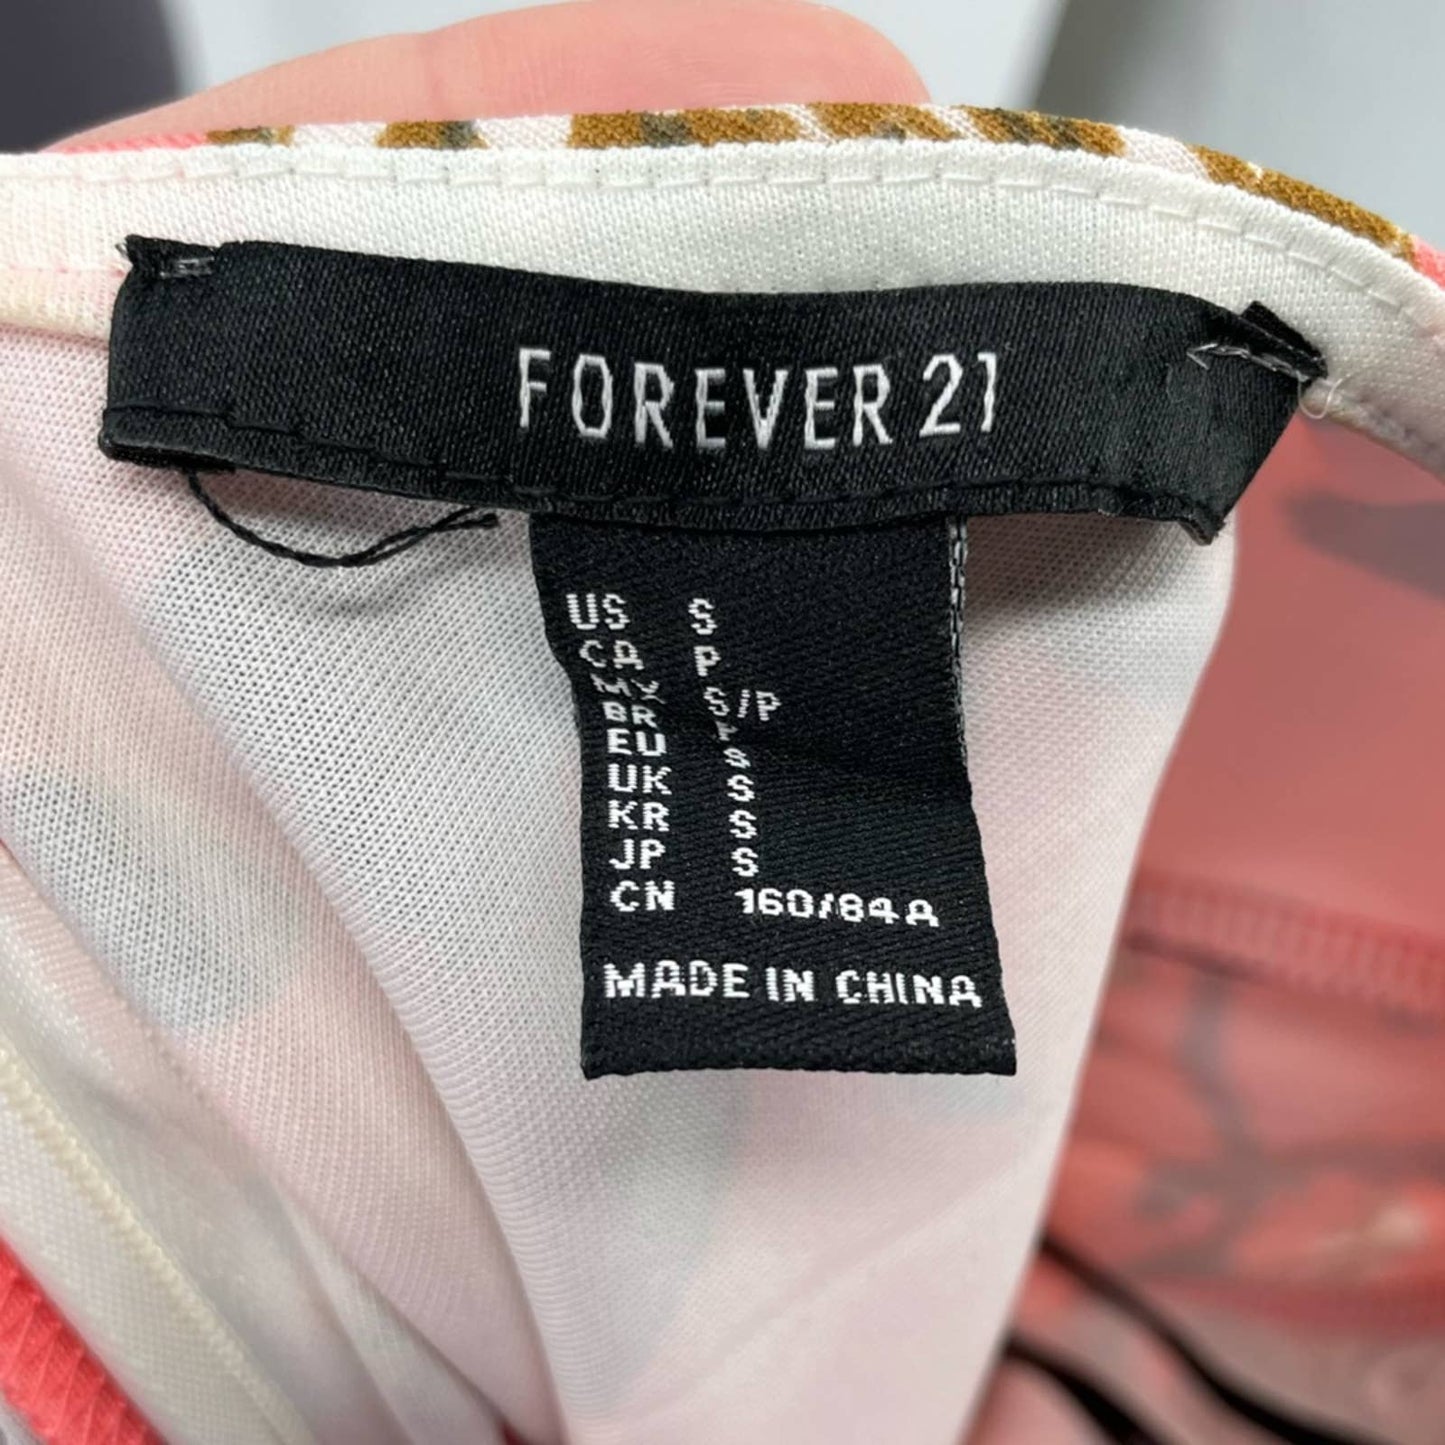 FOREVER 21
US S
CA P
MX S/P
BR P
EU S
UK S
KR S
JP S
CN 160/84A
MADE IN CHINA